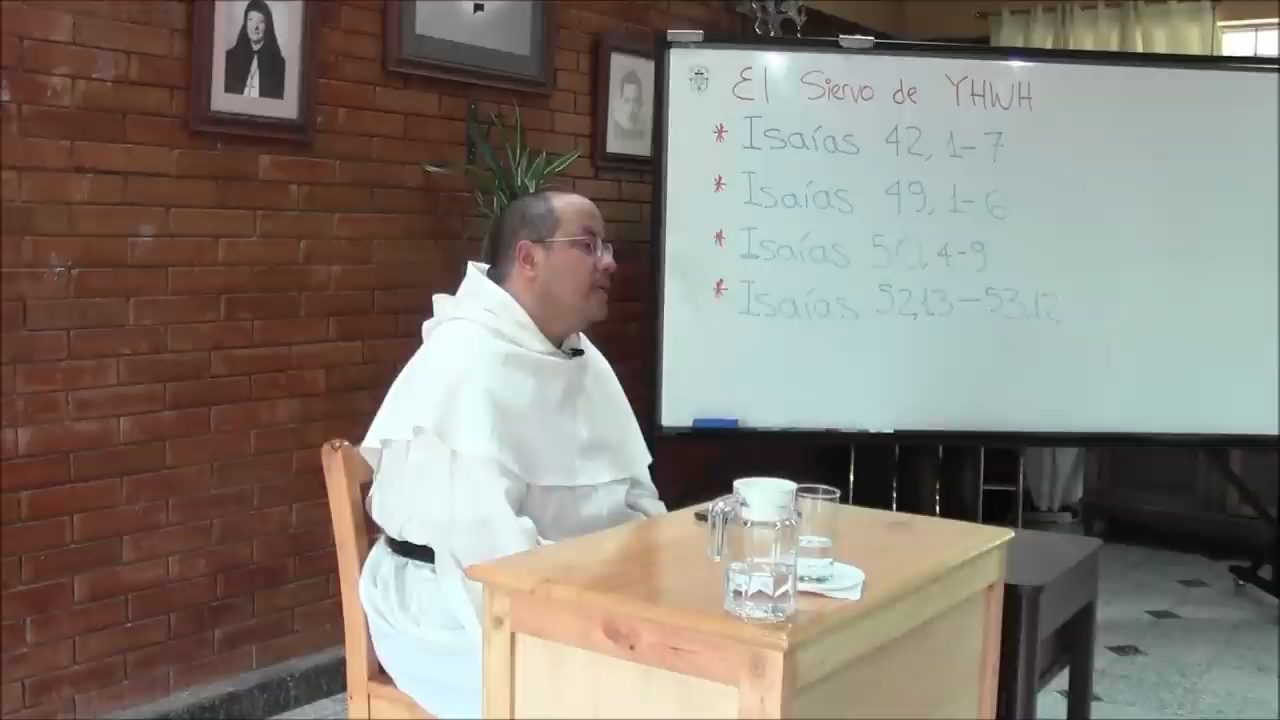 El Siervo de YHWH
* Isaías 42, 1-7
* Isaías 49, 1-6
* Isaías 50, 4-9
* Isaías 52,13-53,12